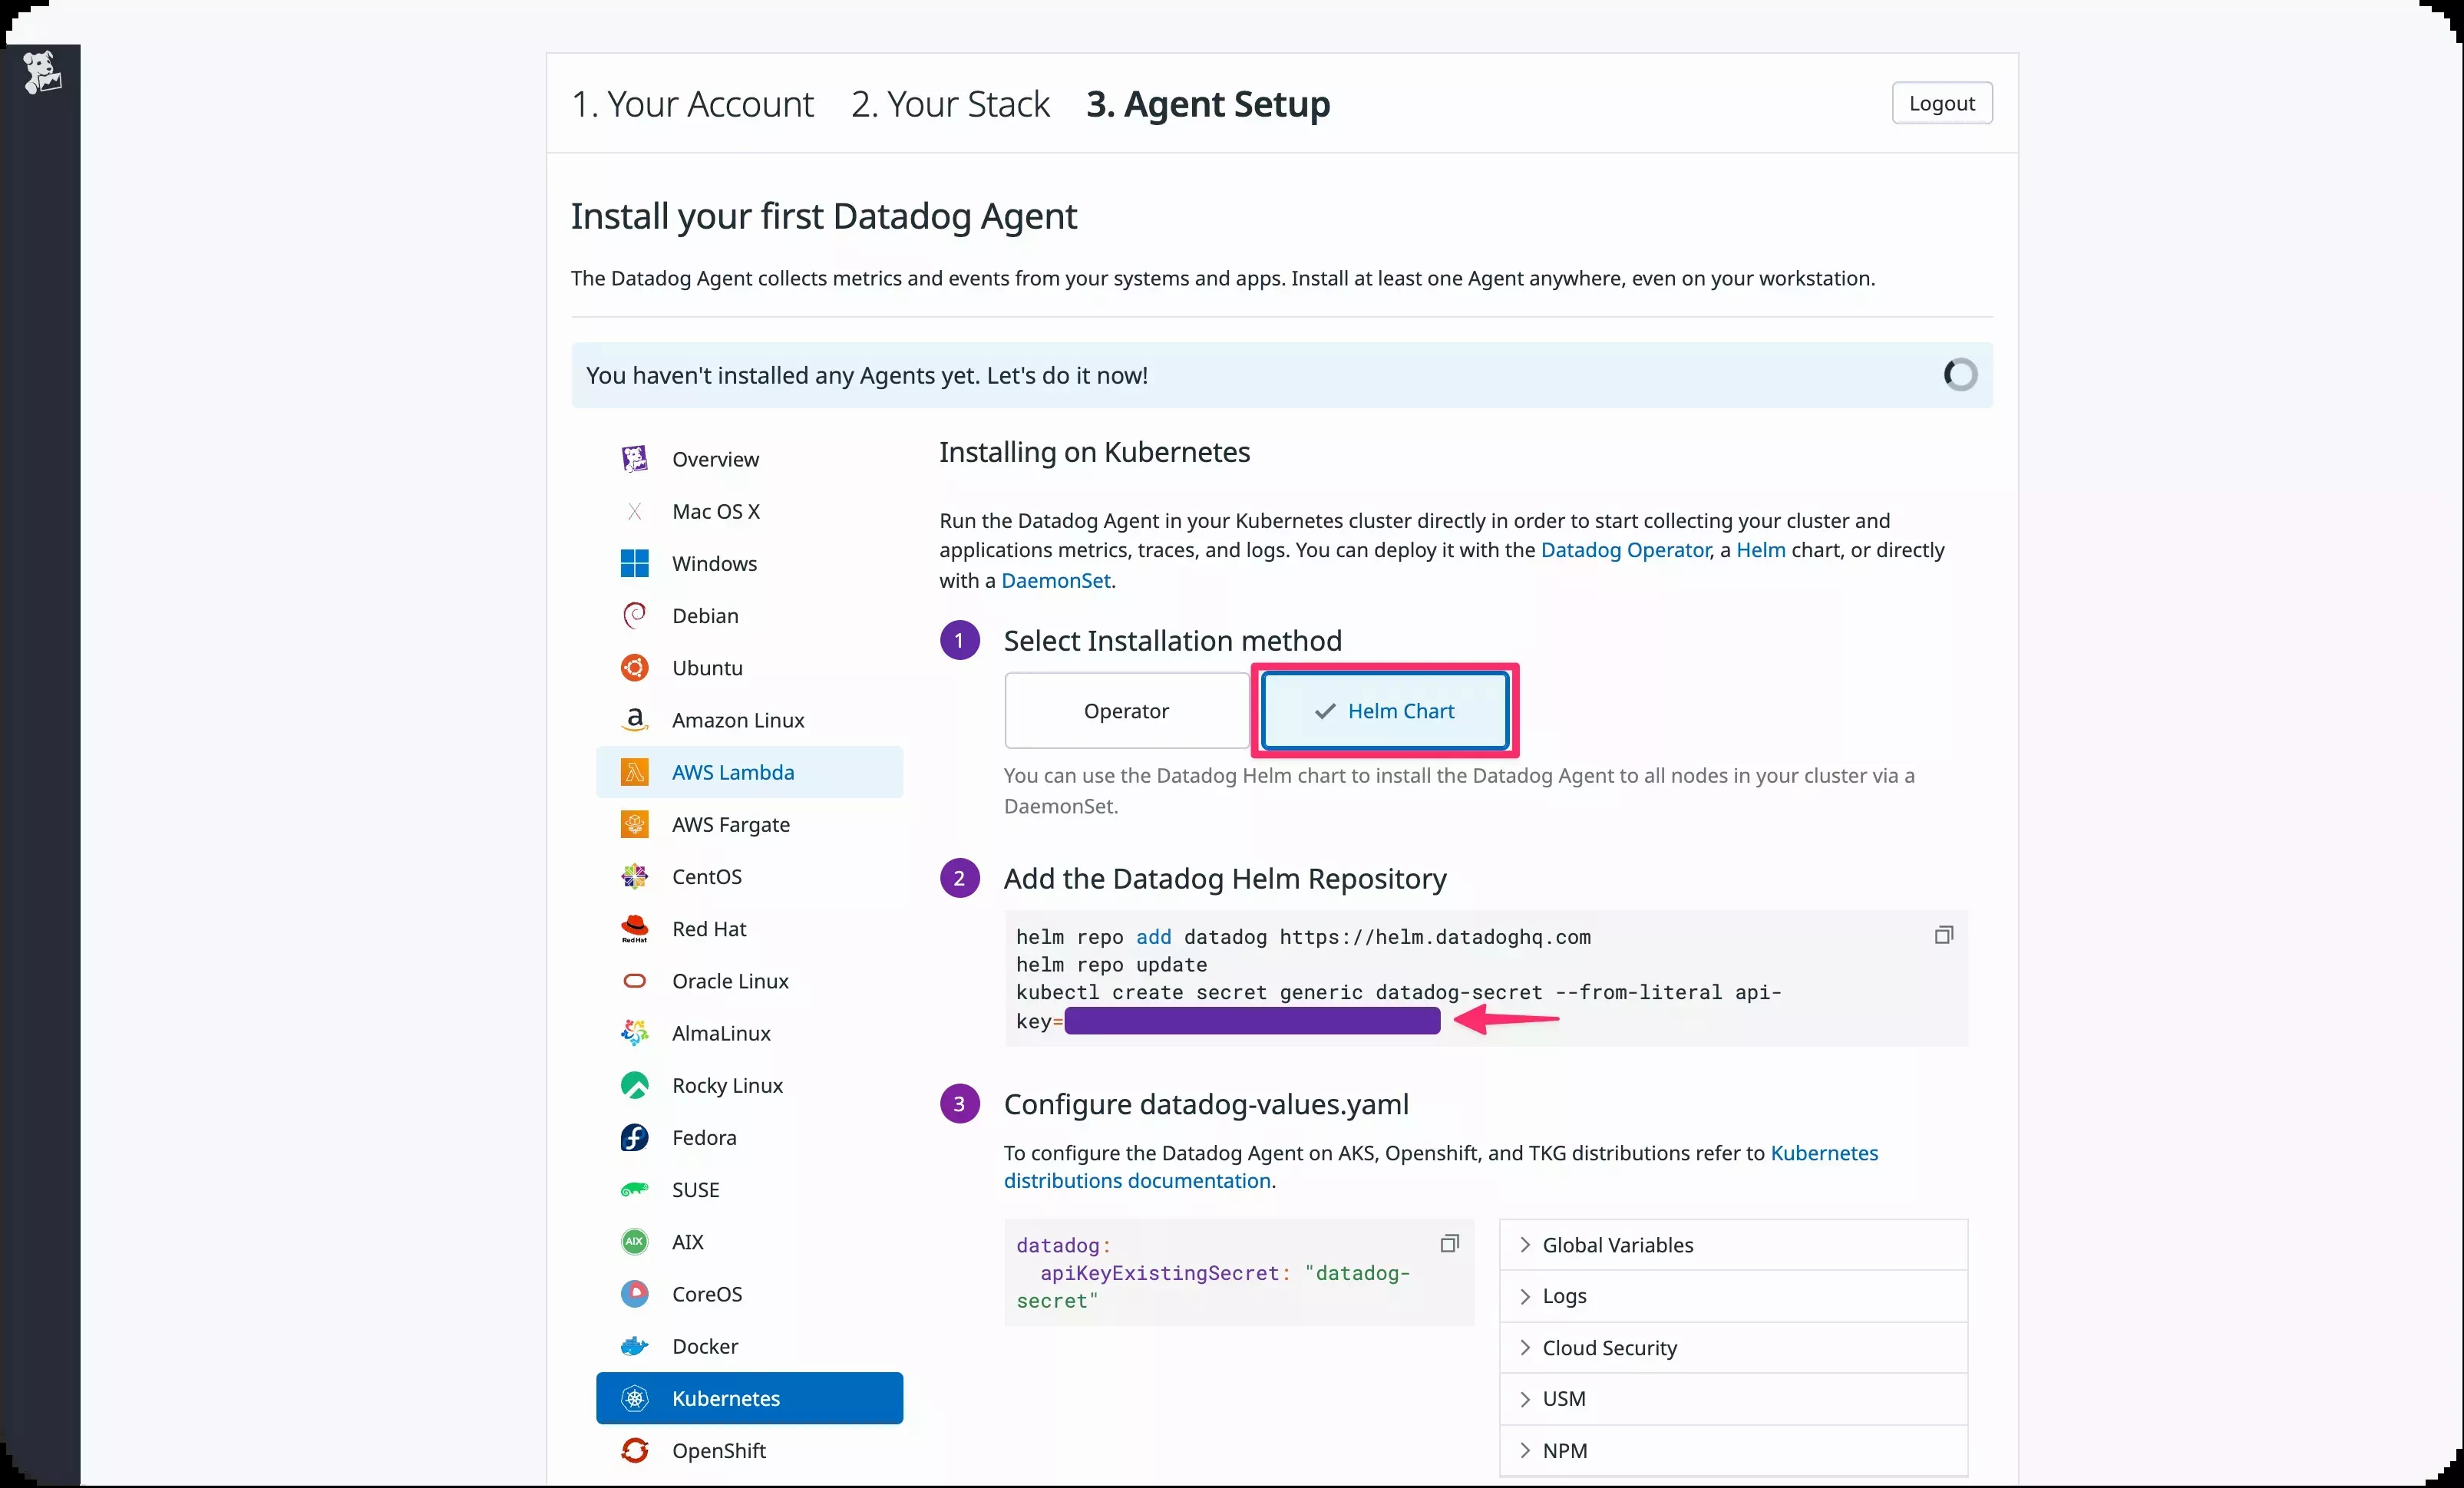 1. Your Account 2. Your Stack 3. Agent Setup
Logout
Install your first Datadog Agent
The Datadog Agent collects metrics and events from your systems and apps. Install at least one Agent anywhere, even on your workstation.
You haven't installed any Agents yet. Let's do it now!
Overview
Mac OS X
Windows
Debian
Ubuntu
Amazon Linux
AWS Lambda
AWS Fargate
CentOS
Red Hat
Red Hat
Oracle Linux
AlmaLinux
Rocky Linux
Fedora
SUSE
AIX
AIX
CoreOS
Docker
Kubernetes
OpenShift
Installing on Kubernetes
Run the Datadog Agent in your Kubernetes cluster directly in order to start collecting your cluster and
applications metrics, traces, and logs. You can deploy it with the Datadog Operator, a Helm chart, or directly
with a DaemonSet.
1 Select Installation method
Operator
Helm Chart
You can use the Datadog Helm chart to install the Datadog Agent to all nodes in your cluster via a
DaemonSet.
2 Add the Datadog Helm Repository
helm repo add datadog https://helm.datadoghq.com
helm repo update
kubectl create secret generic datadog-secret --from-literal api-
key=
3 Configure datadog-values.yaml
To configure the Datadog Agent on AKS, Openshift, and TKG distributions refer to Kubernetes
distributions documentation.
datadog:
apiKeyExistingSecret: "datadog-
secret"
Global Variables
Logs
Cloud Security
USM
NPM